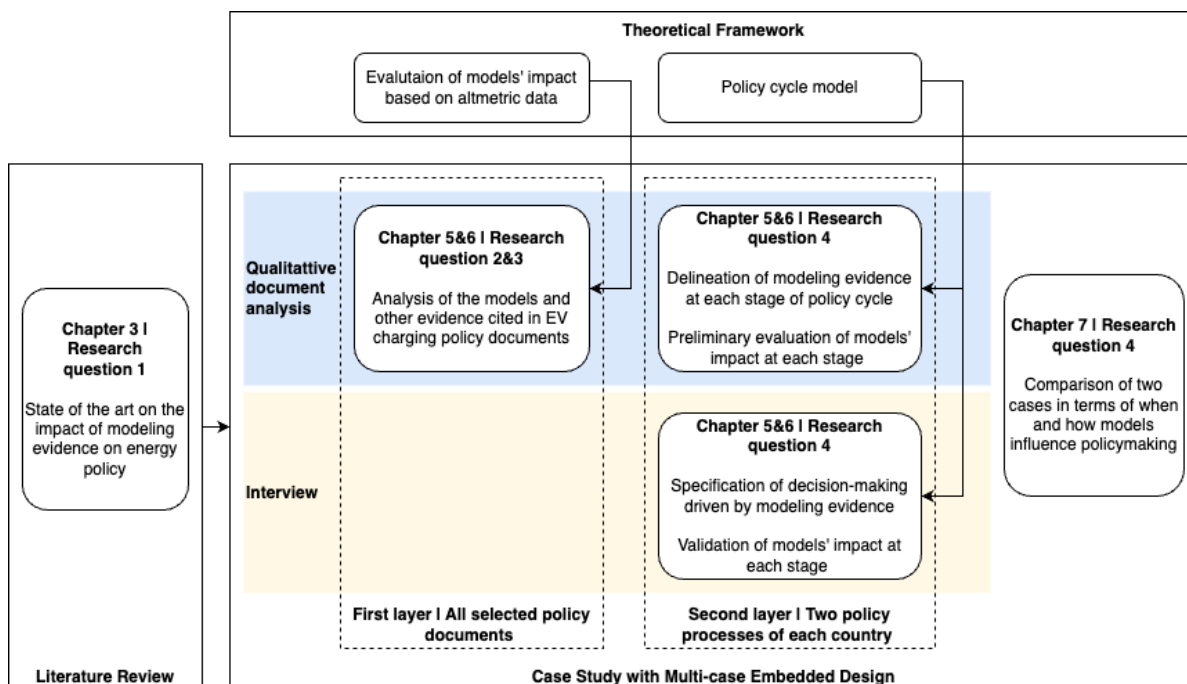 Theoretical Framework
Evalutaion of models' impact
based on altmetric data
Policy cycle model
Chapter 3 I
Research
question 1
State of the art on the
impact of modeling
evidence on energy
policy
Literature Review
Qualitattive
document
analysis
Chapter 5&6 I Research
question 2&3
Analysis of the models and
other evidence cited in EV
charging policy documents
Chapter 5&6 I Research
question 4
Delineation of modeling evidence
at each stage of policy cycle
Preliminary evaluation of models'
impact at each stage
Interview
Chapter 5&6 I Research
question 4
Specification of decision-making
driven by modeling evidence
Validation of models' impact at
each stage
First layer I All selected policy
documents
Second layer I Two policy
processes of each country
Chapter 7 I Research
question 4
Comparison of two
cases in terms of when
and how models
influence policymaking
Case Study with Multi-case Embedded Design